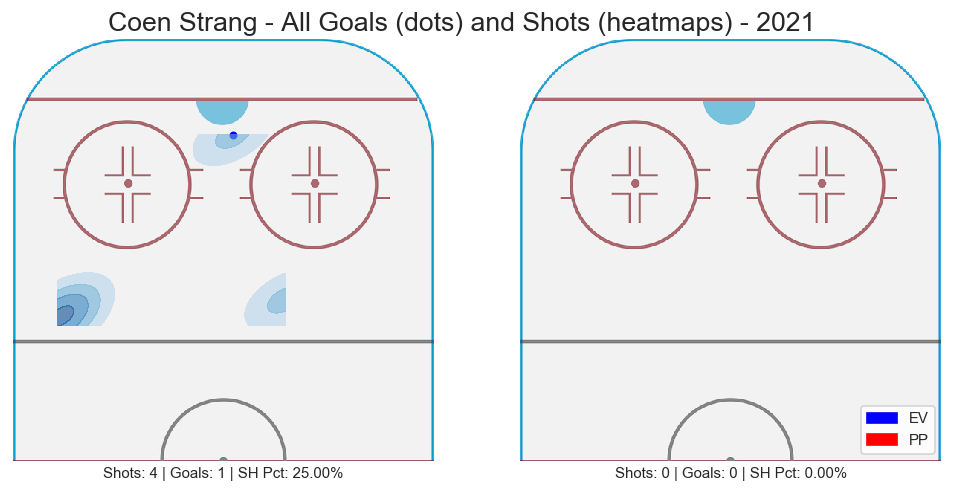 Coen Strang - All Goals (dots) and Shots (heatmaps) - 2021
EV
PP
Shots: 4 | Goals: 1 | SH Pct: 25.00%
Shots: 0 | Goals: 0 | SH Pct: 0.00%